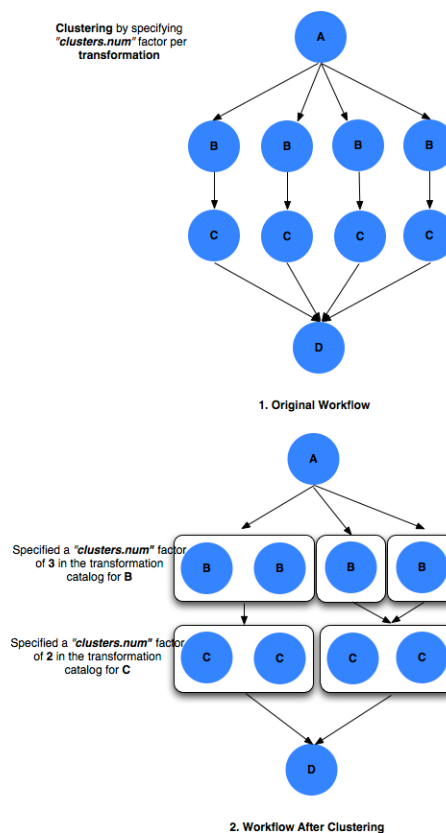 Clustering by specifying
"clusters.num" factor per
transformation
A
B B B B
C C C C
D
1. Original Workflow
A
Specified a "clusters.num" factor
of 3 in the transformation
catalog for B
B B B B
Specified a "clusters.num" factor
of 2 in the transformation
catalog for C
C C C C
D
2. Workflow After Clustering